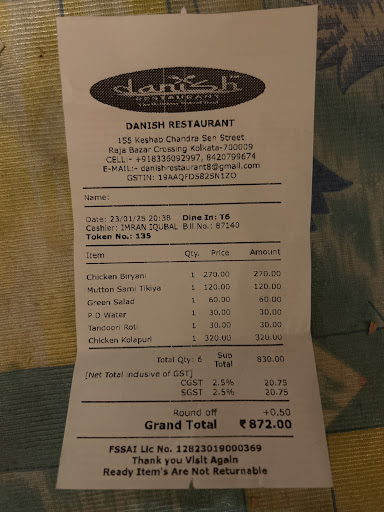 danish
RESTAURANT
DANISH RESTAURANT
155 Keshab Chandra Sen Street
Raja Bazar Crossing Kolkata-700009
CELL:- +918336092997, 8420799674
E-MAIL:- danishrestaurant8@gmail.com
GSTIN: 19AAQFD5825N1ZO
Name:
Date: 23/01/25 20:38 Dine In: T6
Cashier: IMRAN IQUBAL Bill No.: 87140
Token No.: 135
Item Qty. Price Amount
Chicken Biryani 1 270.00 270.00
Mutton Sami Tikiya 1 120.00 120.00
Green Salad 1 60.00 60.00
P D Water 1 30.00 30.00
Tandoori Roti 1 30.00 30.00
Chicken Kolapuri 1 320.00 320.00
Total Qty: 6 Sub Total 830.00
[Net Total inclusive of GST]
CGST 2.5% 20.75
SGST 2.5% 20.75
Round off +0.50
Grand Total ₹872.00
FSSAI Lic No. 12823019000369
Thank you Visit Again
Ready Item's Are Not Returnable